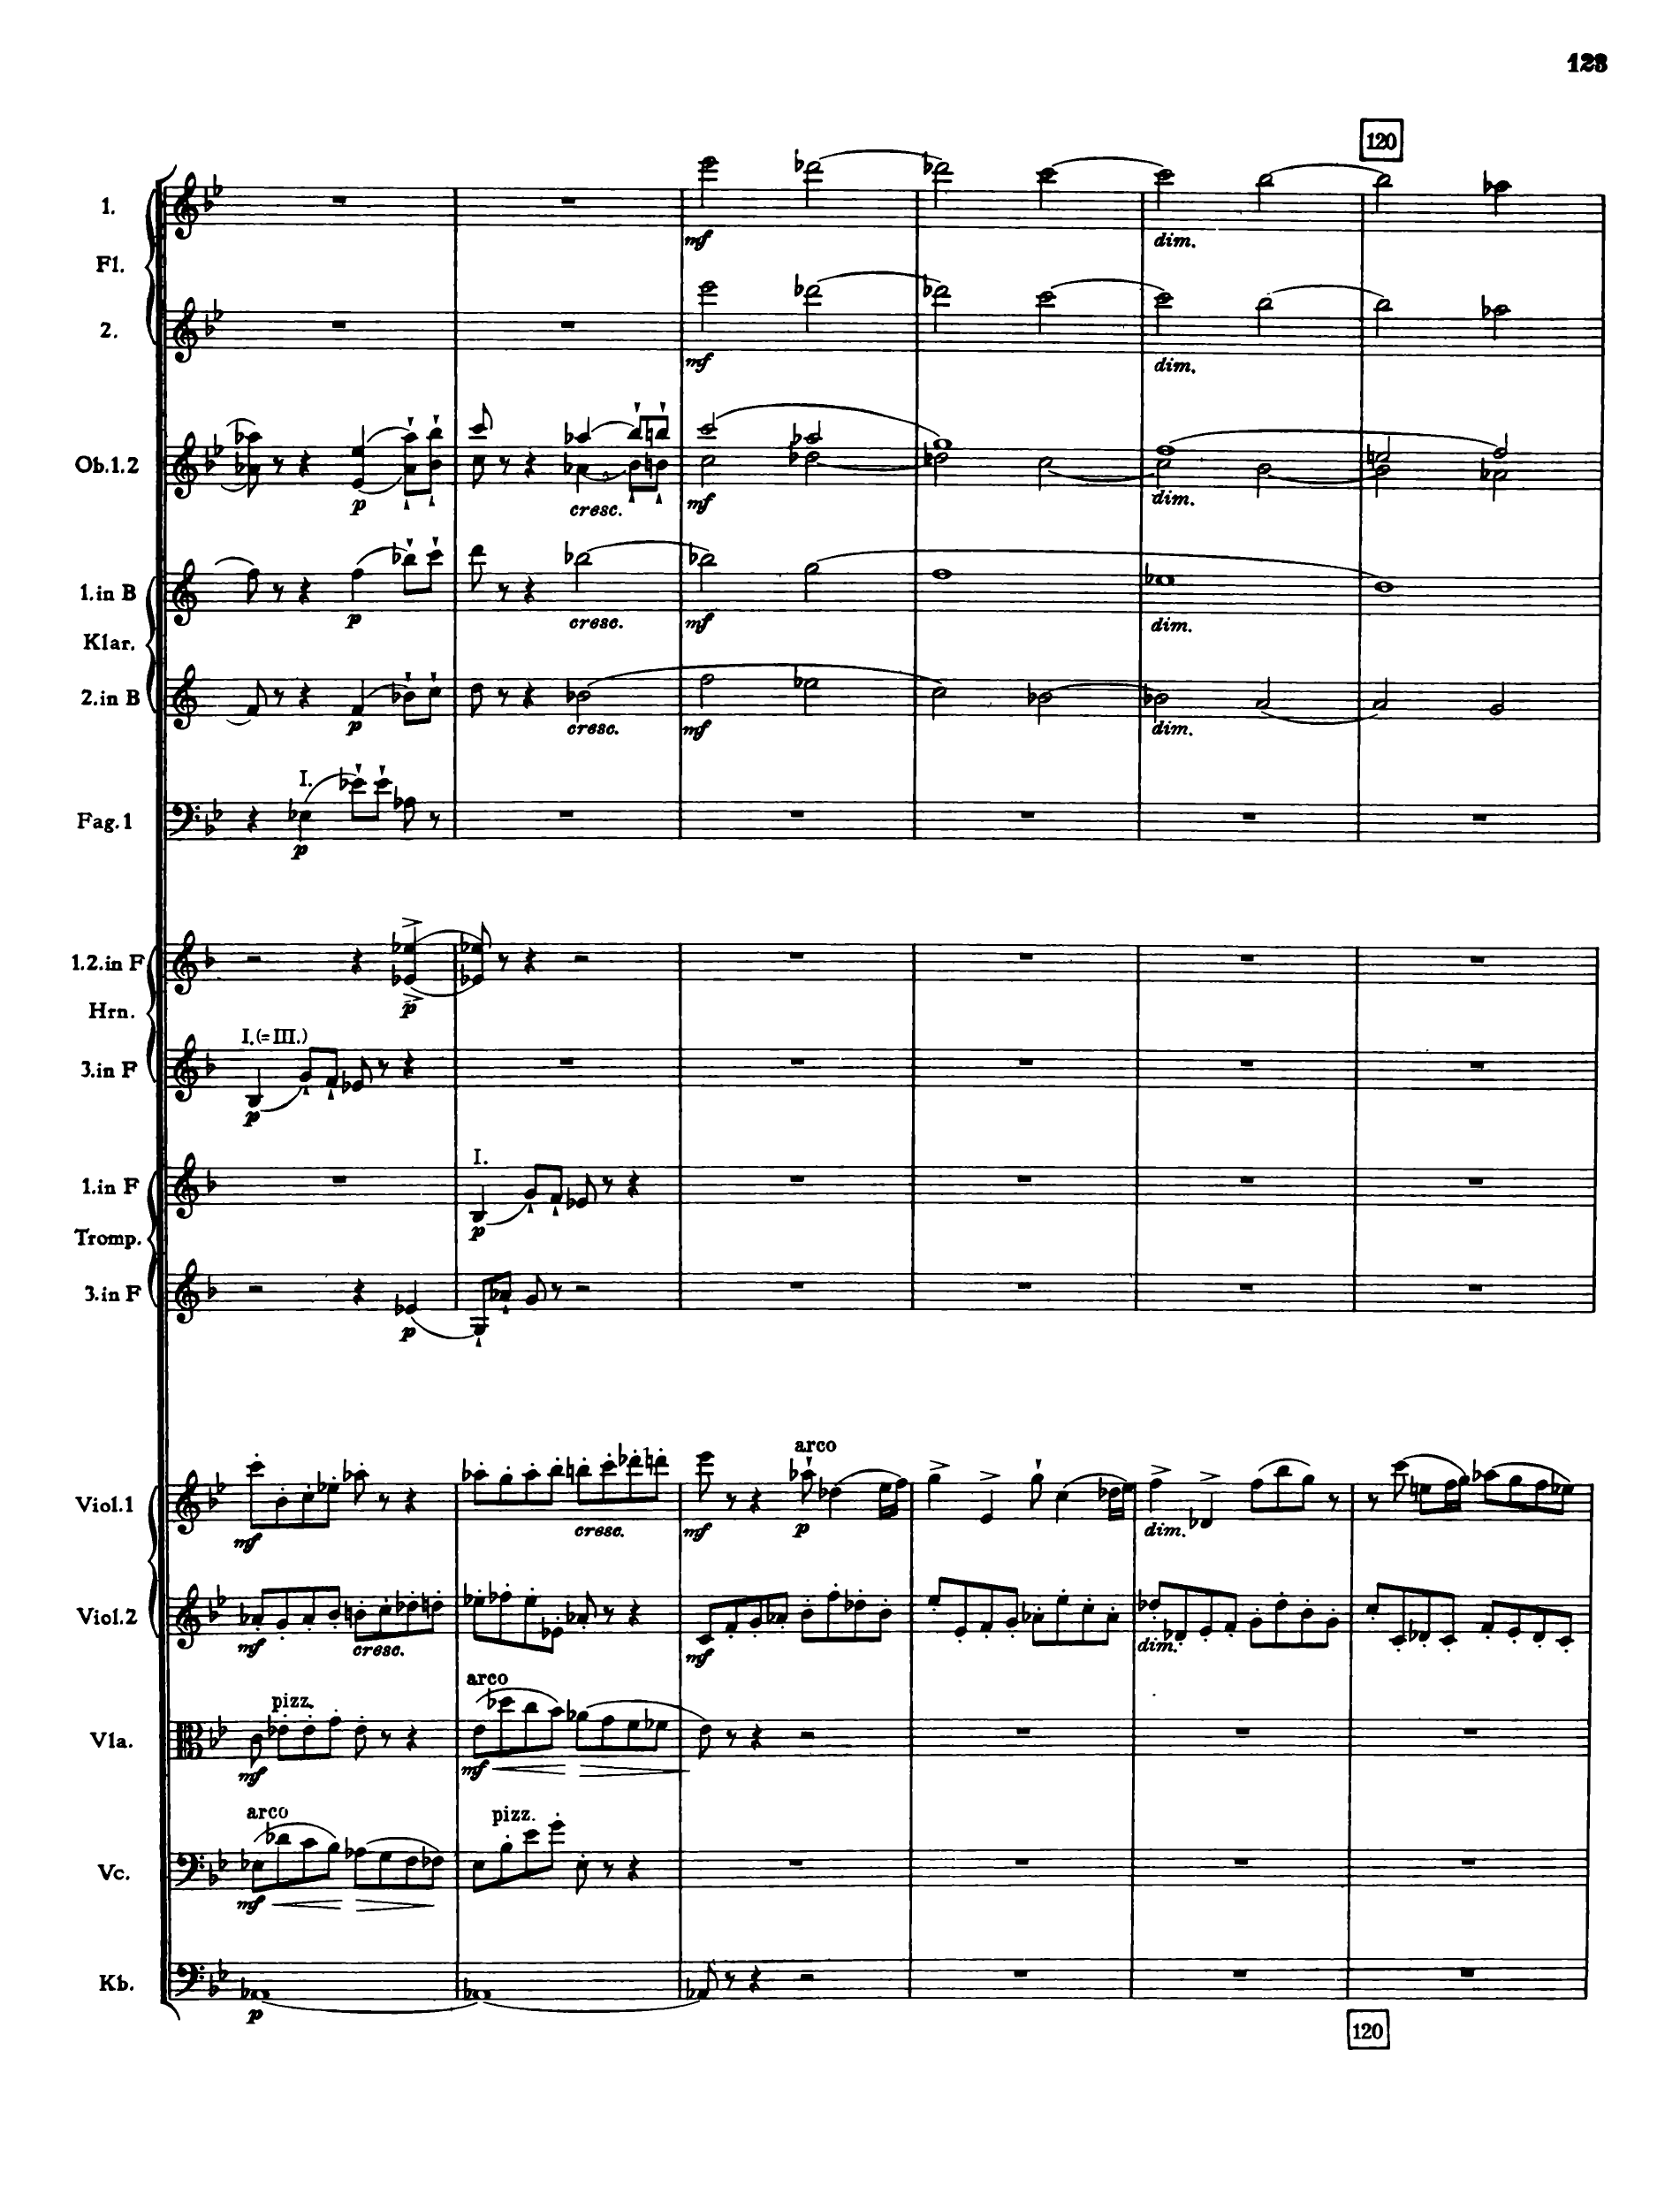 123
120
1.
mf
dim.
Fl.
2.
mf
dim.
Ob.1.2
p
cresc.
mf
dim.
1.in B
p
cresc.
mf
dim.
Klar.
2.in B
p
cresc.
mf
dim.
I.
Fag.1
p
1.2.in F
p
Hrn.
I.(=III.)
3.in F
p
I.
1.in F
p
Tromp.
3.in F
p
arco
Viol.1
mf
cresc.
mf
p
dim.
Viol.2
mf
cresc.
mf
dim.
pizz.
arco
Vla.
mf
mf
arco
pizz.
Vc.
mf
Kb.
p
120